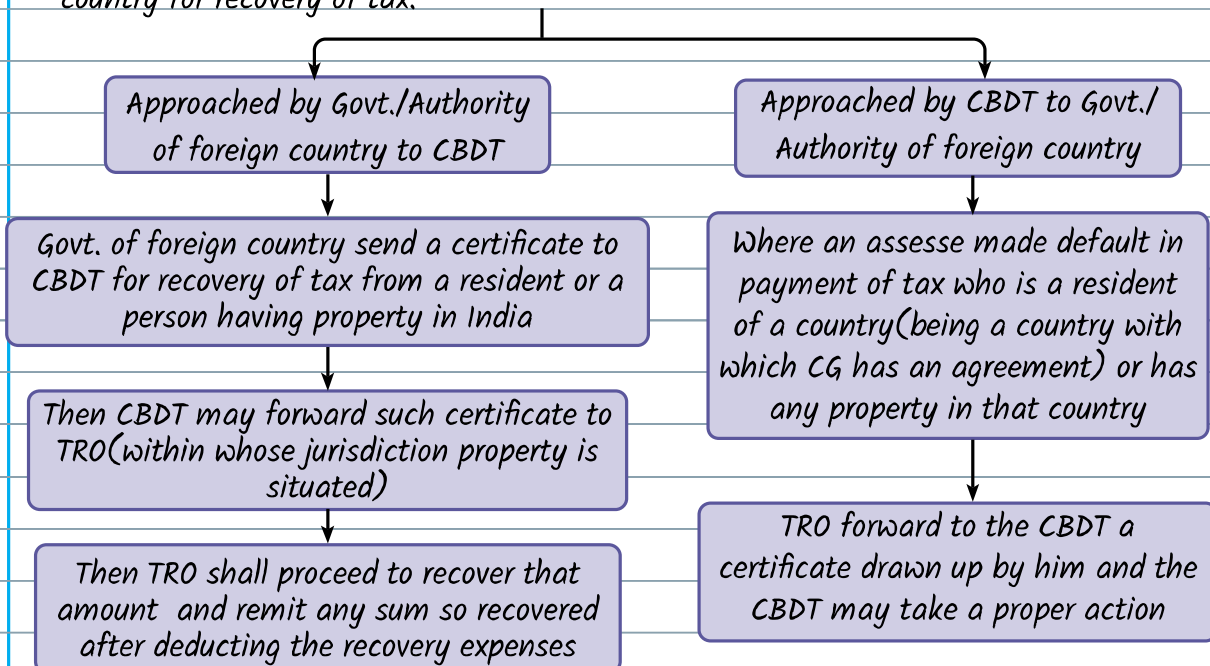 country for recovery of tax.
Approached by Govt./Authority
of foreign country to CBDT
Govt. of foreign country send a certificate to
CBDT for recovery of tax from a resident or a
person having property in India
Then CBDT may forward such certificate to
TRO(within whose jurisdiction property is
situated)
Then TRO shall proceed to recover that
amount and remit any sum so recovered
after deducting the recovery expenses
Approached by CBDT to Govt./
Authority of foreign country
Where an assesse made default in
payment of tax who is a resident
of a country(being a country with
which CG has an agreement) or has
any property in that country
TRO forward to the CBDT a
certificate drawn up by him and the
CBDT may take a proper action